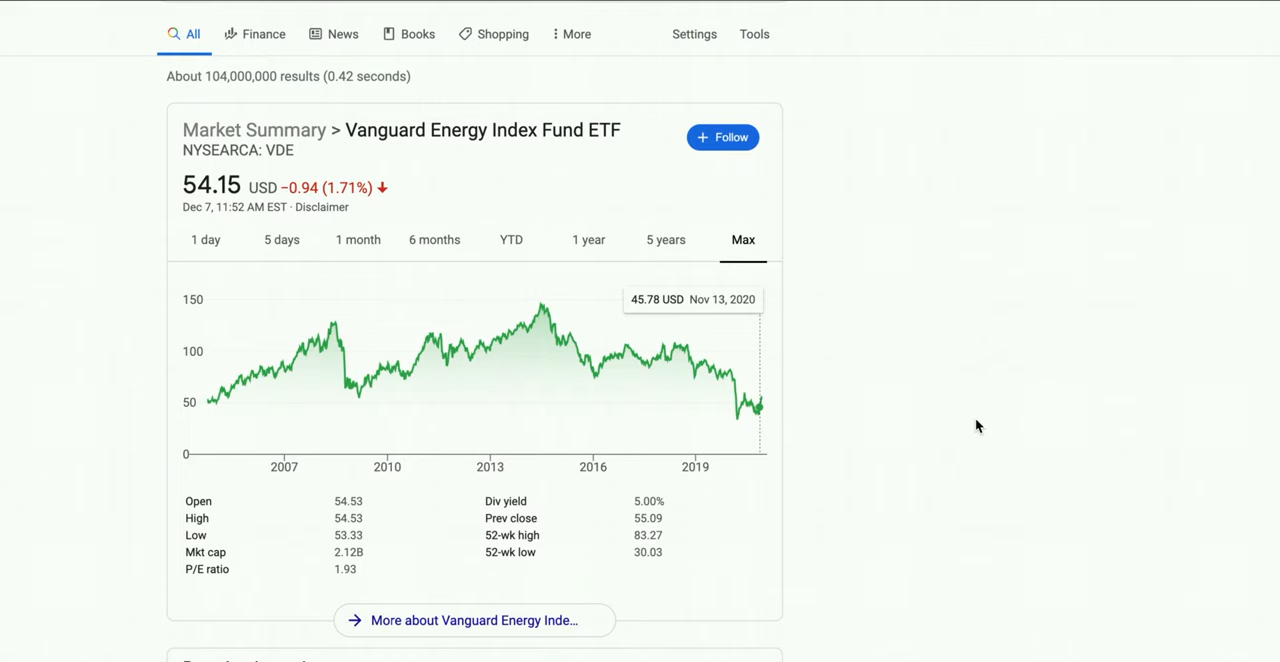 All Finance News Books Shopping More Settings Tools
About 104,000,000 results (0.42 seconds)
Market Summary > Vanguard Energy Index Fund ETF
+ Follow
NYSEARCA: VDE
54.15 USD −0.94 (1.71%)
Dec 7, 11:52 AM EST · Disclaimer
1 day 5 days 1 month 6 months YTD 1 year 5 years Max
45.78 USD Nov 13, 2020
150
100
50
0
2007 2010 2013 2016 2019
Open 54.53 Div yield 5.00%
High 54.53 Prev close 55.09
Low 53.33 52-wk high 83.27
Mkt cap 2.12B 52-wk low 30.03
P/E ratio 1.93
More about Vanguard Energy Inde...